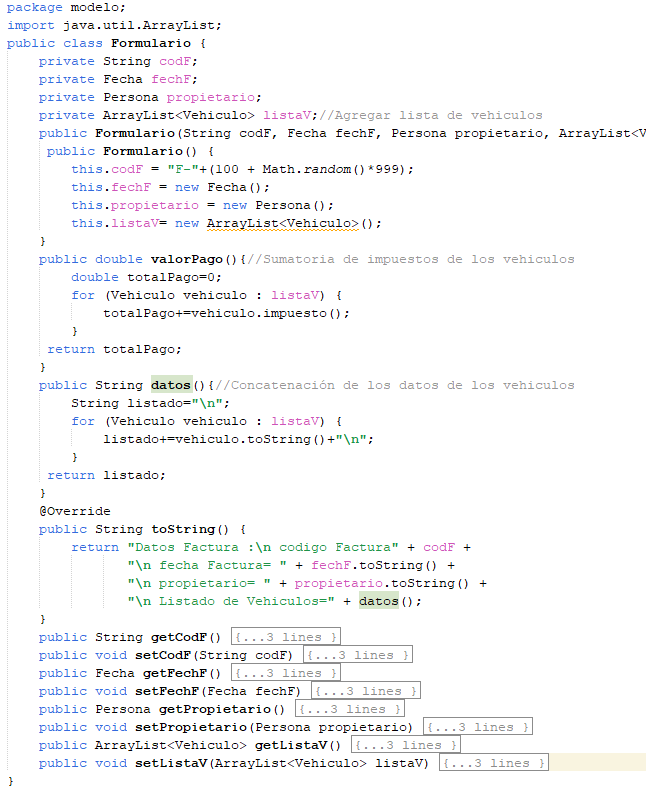 package modelo;
import java.util.ArrayList;
public class Formulario {
private String codF;
private Fecha fechF;
private Persona propietario;
private ArrayList<Vehiculo> listaV;//Agregar lista de vehiculos
public Formulario(String codF, Fecha fechF, Persona propietario, ArrayList<V
public Formulario() {
this.codF = "F-"+(100 + Math.random()*999);
this.fechF = new Fecha();
this.propietario = new Persona();
this.listaV= new ArrayList<Vehiculo>();
}
public double valorPago(){//Sumatoria de impuestos de los vehiculos
double totalPago=0;
for (Vehiculo vehiculo : listaV) {
totalPago+=vehiculo.impuesto();
}
return totalPago;
}
public String datos(){//Concatenación de los datos de los vehiculos
String listado="\n";
for (Vehiculo vehiculo : listaV) {
listado+=vehiculo.toString()+"\n";
}
return listado;
}
@Override
public String toString() {
return "Datos Factura :\n codigo Factura" + codF +
"\n fecha Factura= " + fechF.toString() +
"\n propietario= " + propietario.toString() +
"\n Listado de Vehiculos=" + datos();
}
public String getCodF() {...3 lines }
public void setCodF(String codF) {...3 lines }
public Fecha getFechF() {...3 lines }
public void setFechF(Fecha fechF) {...3 lines }
public Persona getPropietario() {...3 lines }
public void setPropietario(Persona propietario) {...3 lines }
public ArrayList<Vehiculo> getListaV() {...3 lines }
public void setListaV(ArrayList<Vehiculo> listaV) {...3 lines }
}